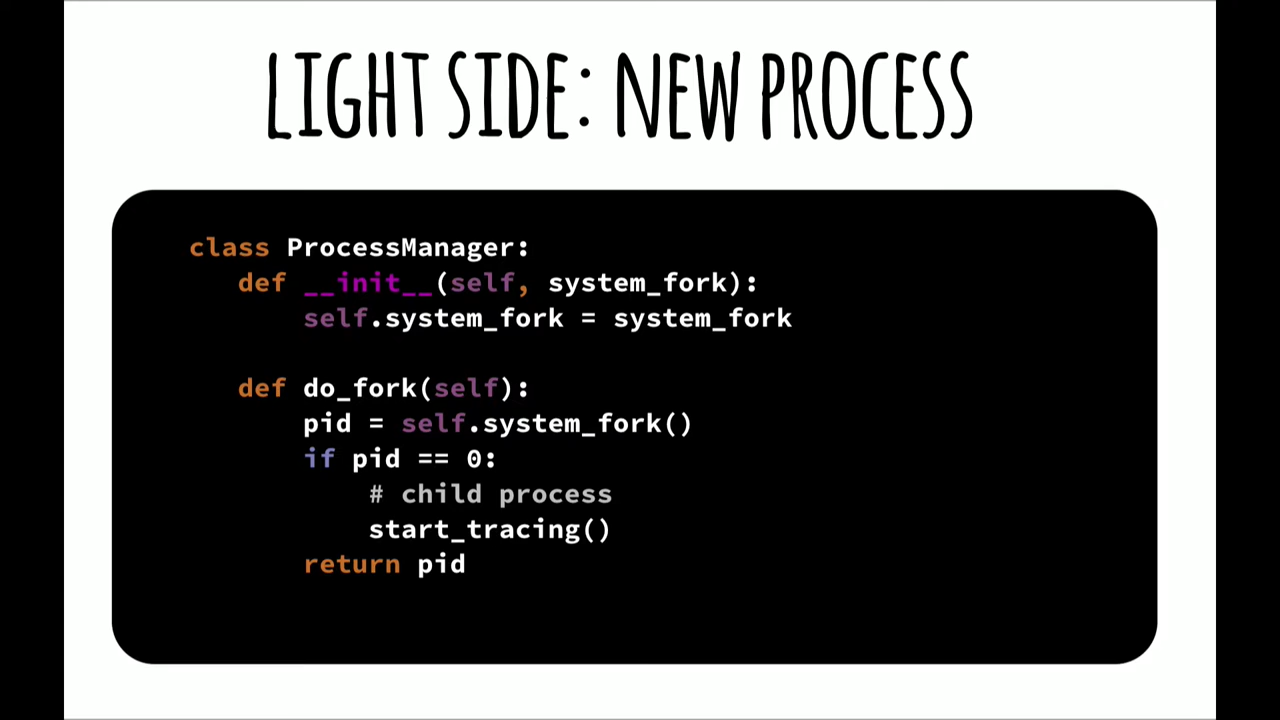 LIGHT SIDE: NEW PROCESS
class ProcessManager:
    def __init__(self, system_fork):
        self.system_fork = system_fork
    def do_fork(self):
        pid = self.system_fork()
        if pid == 0:
            # child process
            start_tracing()
        return pid